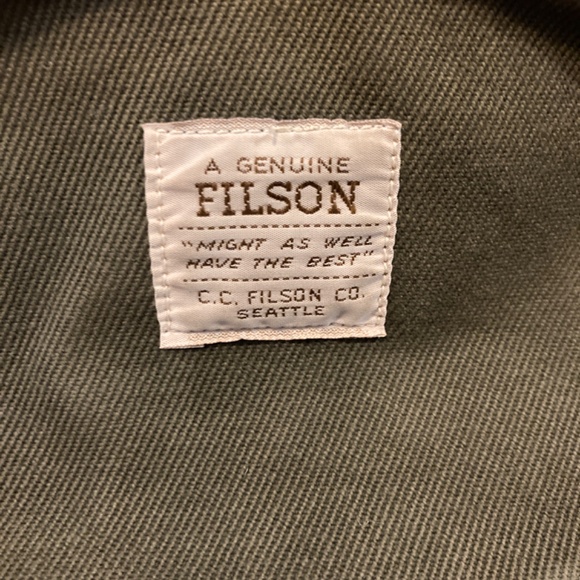 A GENUINE
FILSON
"MIGHT AS WELL
HAVE THE BEST"
C.C. FILSON CO.
SEATTLE